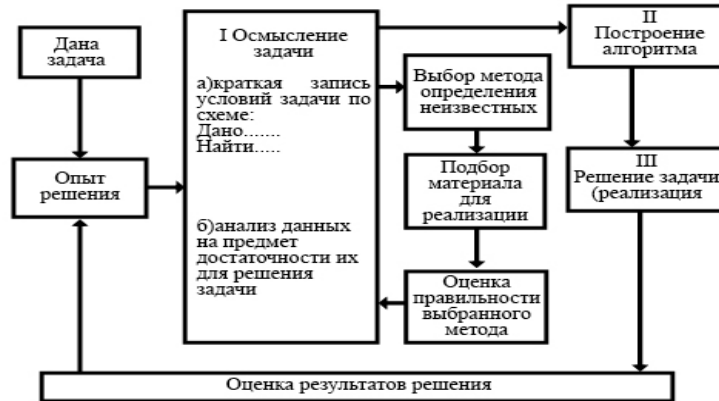 Дана
задача
Опыт
решения
I Осмысление
задачи
а)краткая запись
условий задачи по
схеме:
Дано.......
Найти.....
б)анализ данных
на предмет
достаточности их
для решения
задачи
Выбор метода
определения
неизвестных
Подбор
материала
для
реализации
Оценка
правильности
выбранного
метода
II
Построение
алгоритма
III
Решение задачи
(реализация
Оценка результатов решения